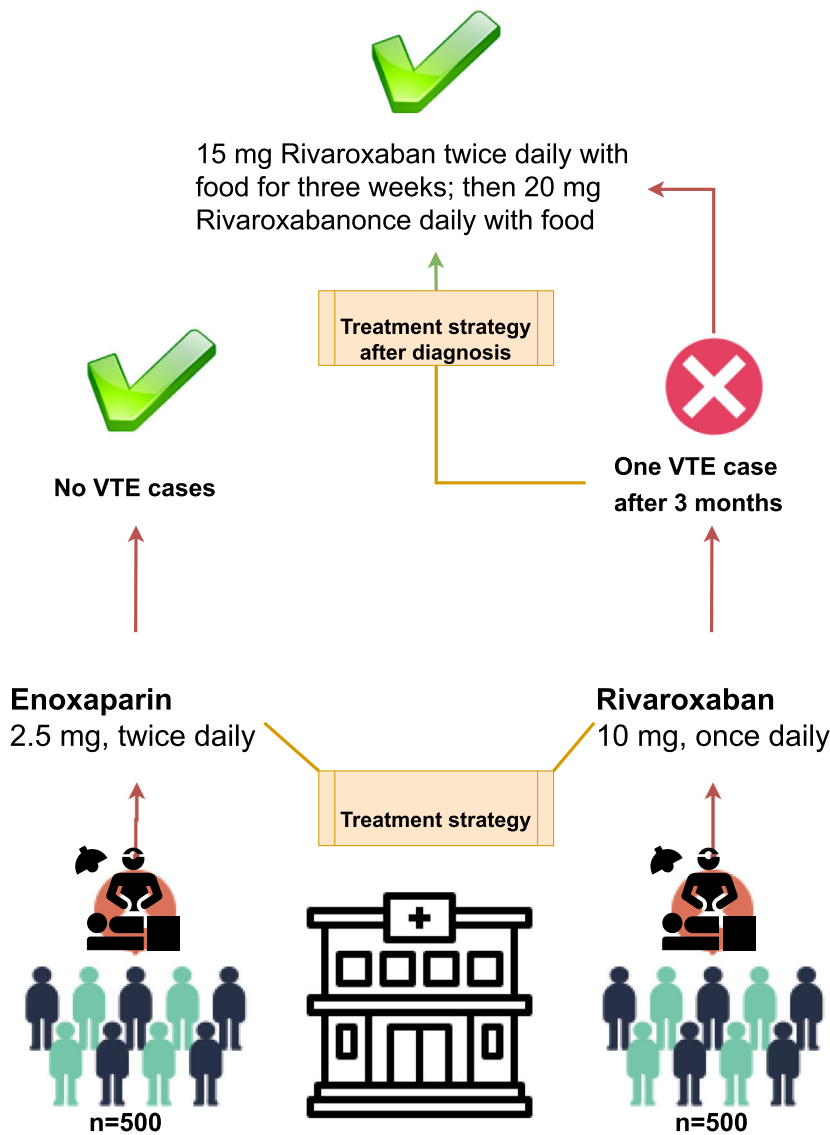 15 mg Rivaroxaban twice daily with
food for three weeks; then 20 mg
Rivaroxabanonce daily with food
Treatment strategy
after diagnosis
No VTE cases
One VTE case
after 3 months
Enoxaparin
2.5 mg, twice daily
Rivaroxaban
10 mg, once daily
Treatment strategy
n=500
n=500